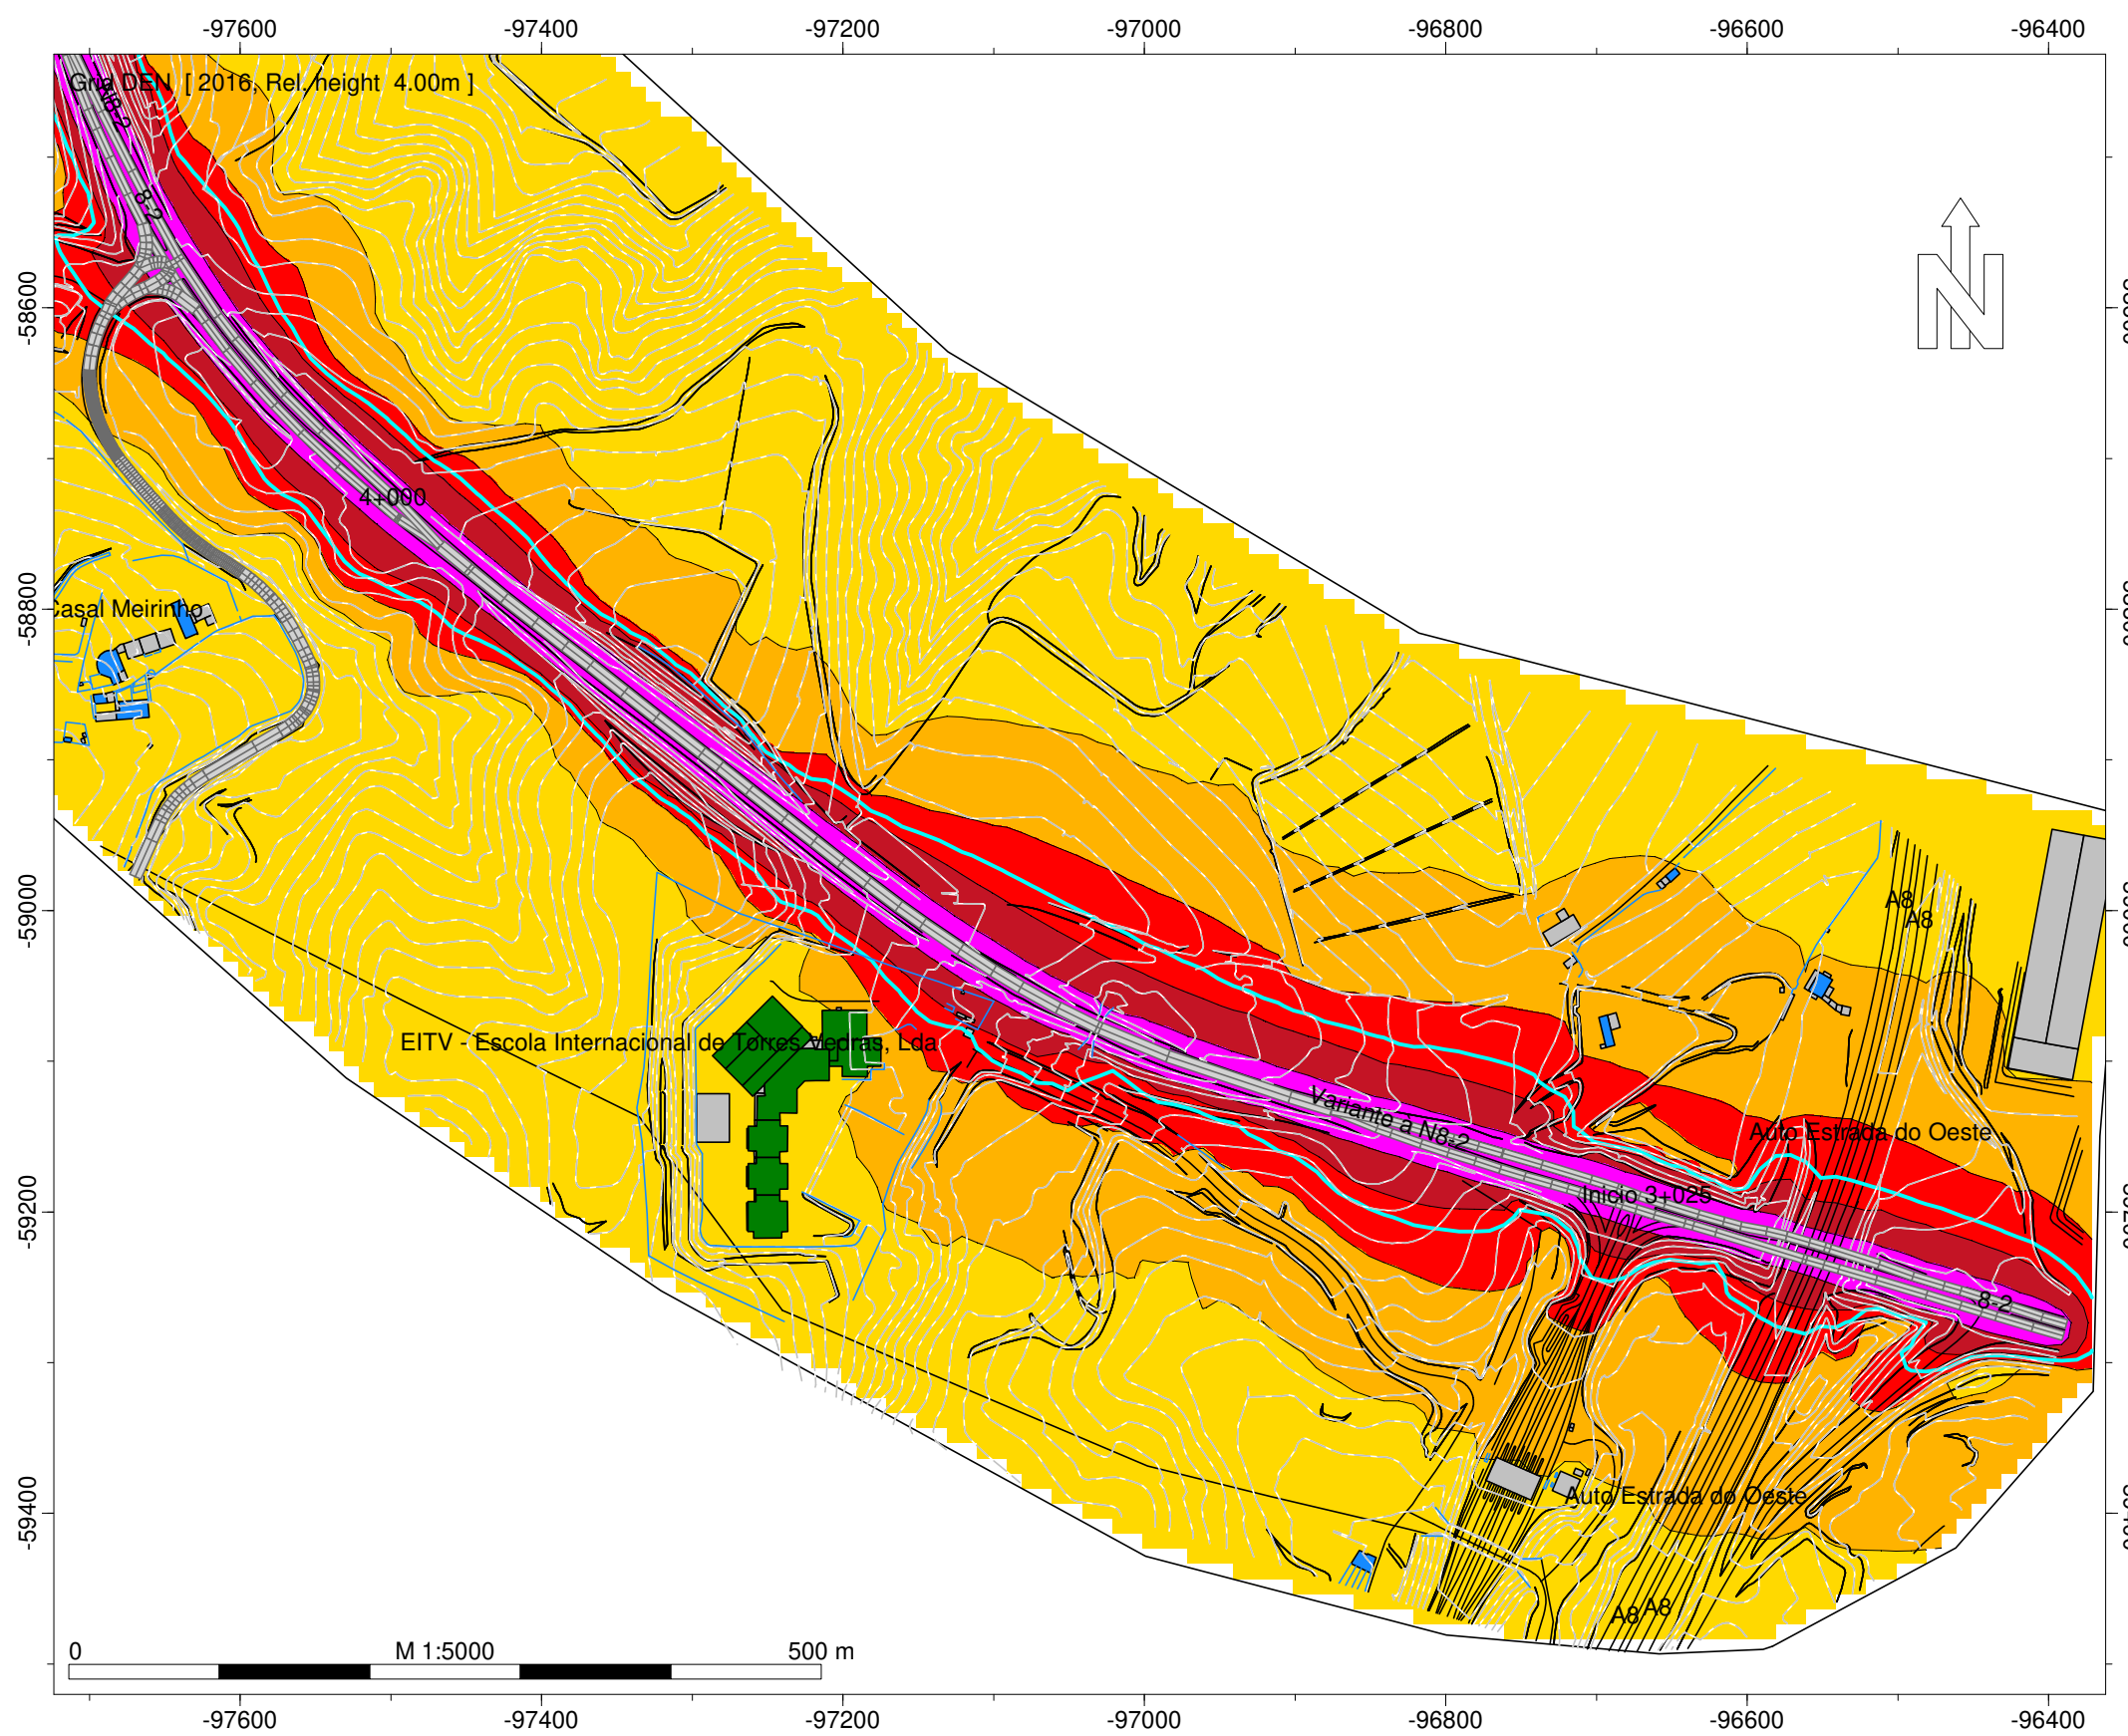 -97600 -97400 -97200 -97000 -96800 -96600 -96400
Grid DEN [ 2016, Rel. height 4.00m ]
8-2
8-2
N
-58600
4+000
-58800
Casal Meirinho
-59000
A8
A8
EITV - Escola Internacional de Torres Vedras, Lda
Variante à N8-2
Auto Estrada do Oeste
Inicio 3+025
-59200
8-2
-59400
Auto Estrada do Oeste
A8 A8
0 M 1:5000 500 m
-97600 -97400 -97200 -97000 -96800 -96600 -96400